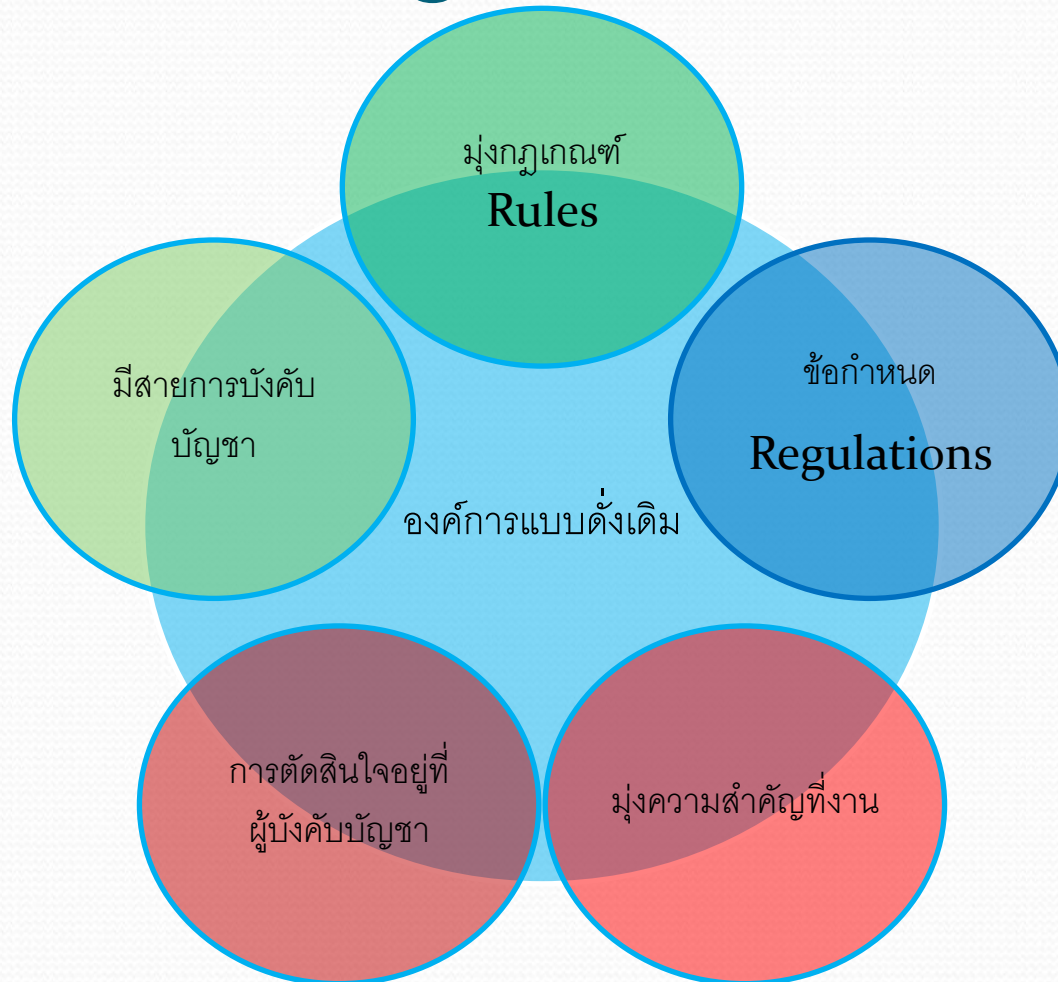 มุ่งกฎเกณฑ์
Rules
ข้อกำหนด
Regulations
มีสายการบังคับ
บัญชา
องค์การแบบดั่งเดิม
การตัดสินใจอยู่ที่
ผู้บังคับบัญชา
มุ่งความสำคัญที่งาน